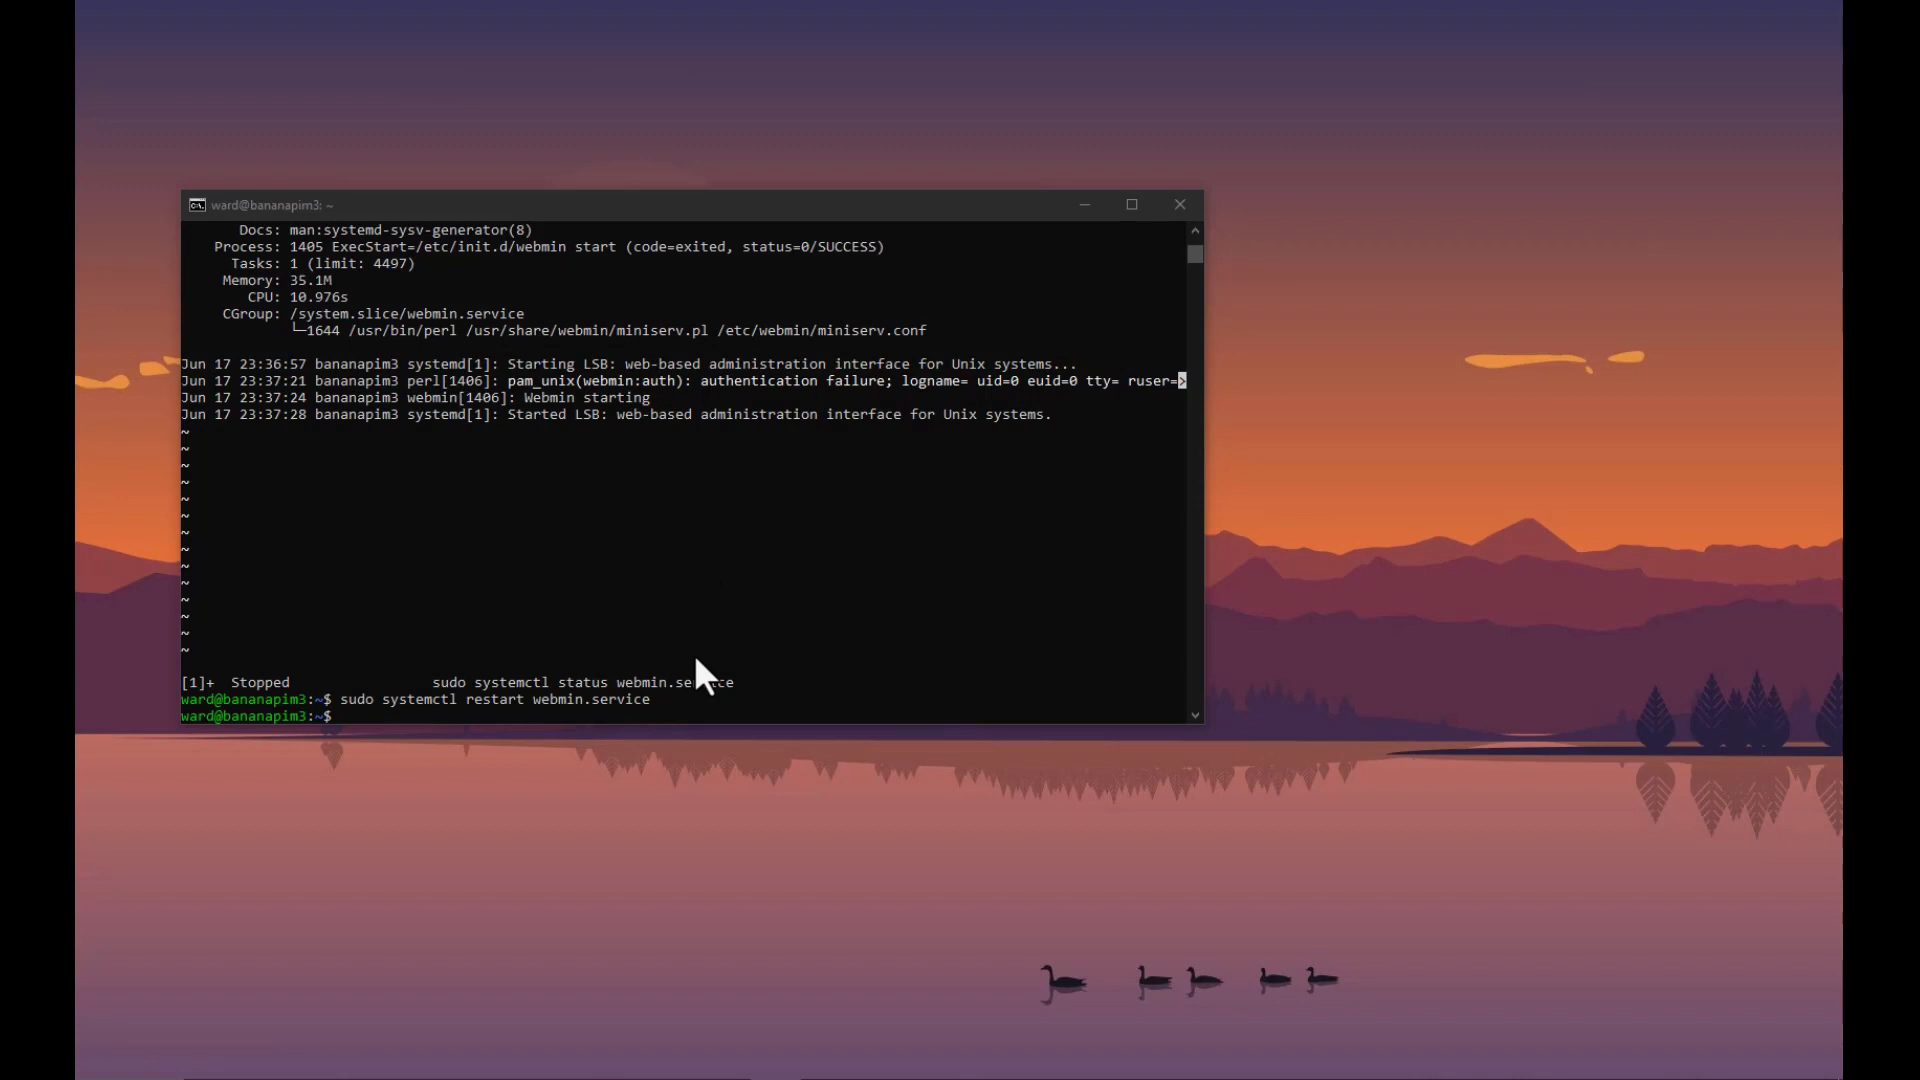 ward@bananapim3: ~
Docs: man:systemd-sysv-generator(8)
Process: 1405 ExecStart=/etc/init.d/webmin start (code=exited, status=0/SUCCESS)
Tasks: 1 (limit: 4497)
Memory: 35.1M
CPU: 10.976s
CGroup: /system.slice/webmin.service
└─1644 /usr/bin/perl /usr/share/webmin/miniserv.pl /etc/webmin/miniserv.conf
Jun 17 23:36:57 bananapim3 systemd[1]: Starting LSB: web-based administration interface for Unix systems...
Jun 17 23:37:21 bananapim3 perl[1406]: pam_unix(webmin:auth): authentication failure; logname= uid=0 euid=0 tty= ruser=>
Jun 17 23:37:24 bananapim3 webmin[1406]: Webmin starting
Jun 17 23:37:28 bananapim3 systemd[1]: Started LSB: web-based administration interface for Unix systems.
~
~
~
~
~
~
~
~
~
~
~
~
~
~
[1]+  Stopped                 sudo systemctl status webmin.service
ward@bananapim3:~$ sudo systemctl restart webmin.service
ward@bananapim3:~$